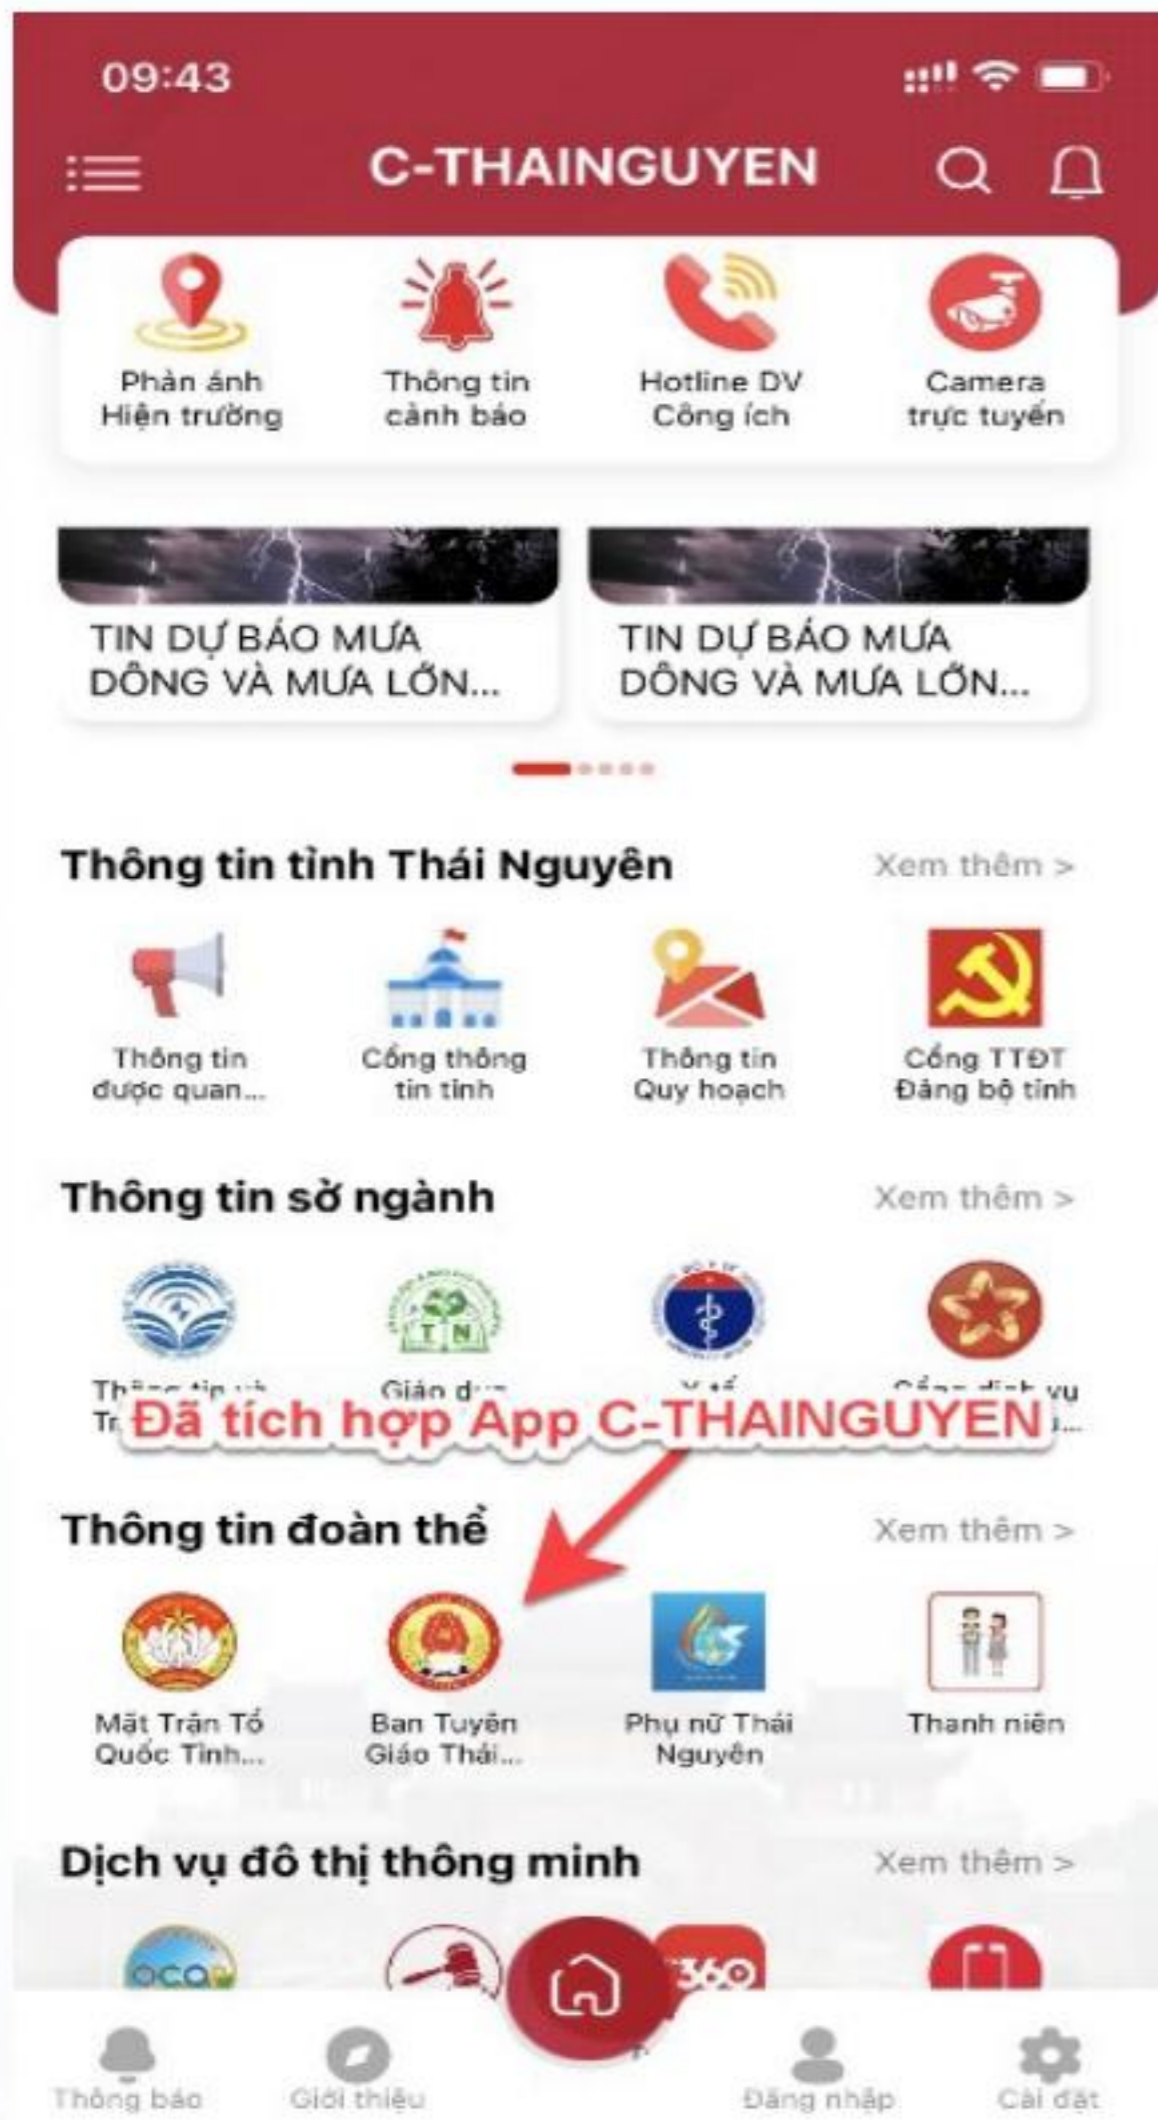 09:43
C-THAINGUYEN
Phản ánh
Hiện trường
Thông tin
cảnh báo
Hotline DV
Công ích
Camera
trực tuyến
TIN DỰ BÁO MƯA
DÔNG VÀ MƯA LỚN...
TIN DỰ BÁO MƯA
DÔNG VÀ MƯA LỚN...
Thông tin tỉnh Thái Nguyên
Xem thêm >
Thông tin
được quan...
Cổng thông
tin tỉnh
Thông tin
Quy hoạch
Cổng TTĐT
Đảng bộ tỉnh
Thông tin sở ngành
Xem thêm >
T N
Đã tích hợp App C-THAINGUYEN
Thông tin đoàn thể
Xem thêm >
Mặt Trận Tổ
Quốc Tỉnh...
Ban Tuyên
Giáo Thái...
Phụ nữ Thái
Nguyên
Thanh niên
Dịch vụ đô thị thông minh
Xem thêm >
360
Thông báo
Giới thiệu
Đăng nhập
Cài đặt